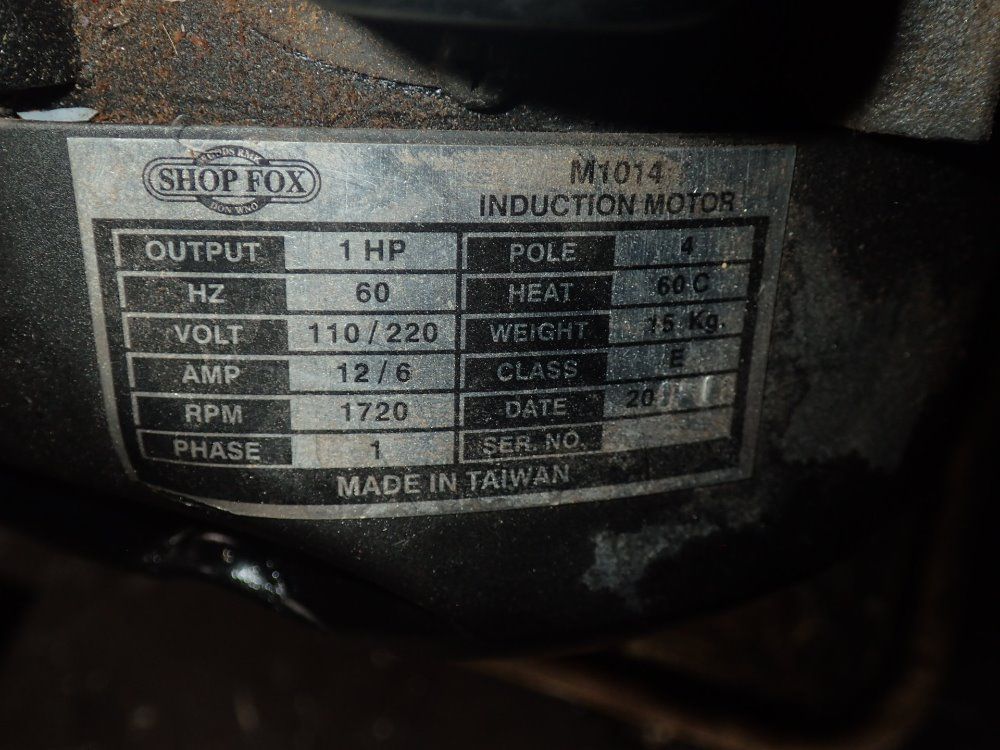 SHOP FOX
M1014
INDUCTION MOTOR
OUTPUT 1 HP POLE 4
HZ 60 HEAT 60 C
VOLT 110 / 220 WEIGHT 15 Kg.
AMP 12 / 6 CLASS E
RPM 1720 DATE 20
PHASE 1 SER. NO.
MADE IN TAIWAN